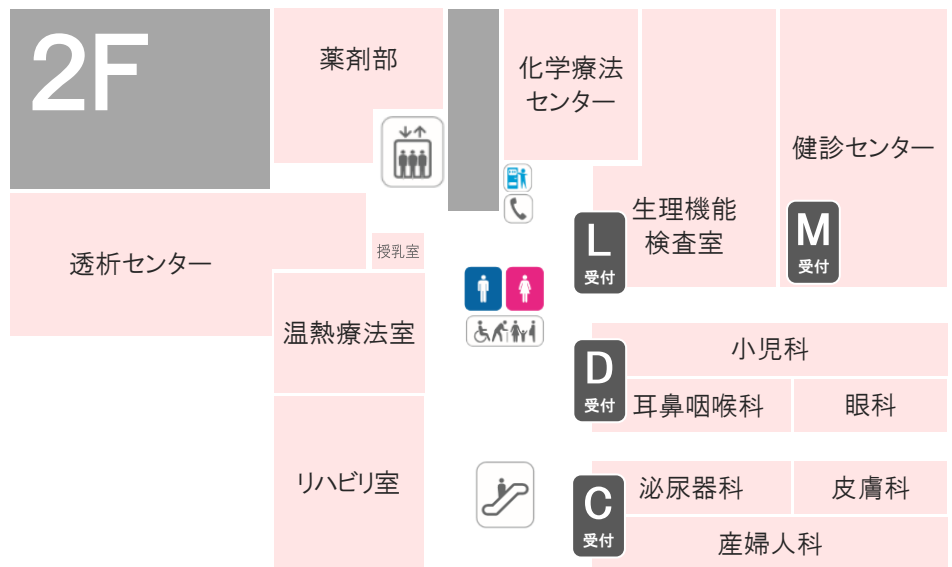 2F
薬剤部
化学療法
センター
健診センター
生理機能
検査室
L
受付
M
受付
透析センター
授乳室
温熱療法室
小児科
D
受付
耳鼻咽喉科
眼科
リハビリ室
C
受付
泌尿器科
皮膚科
産婦人科